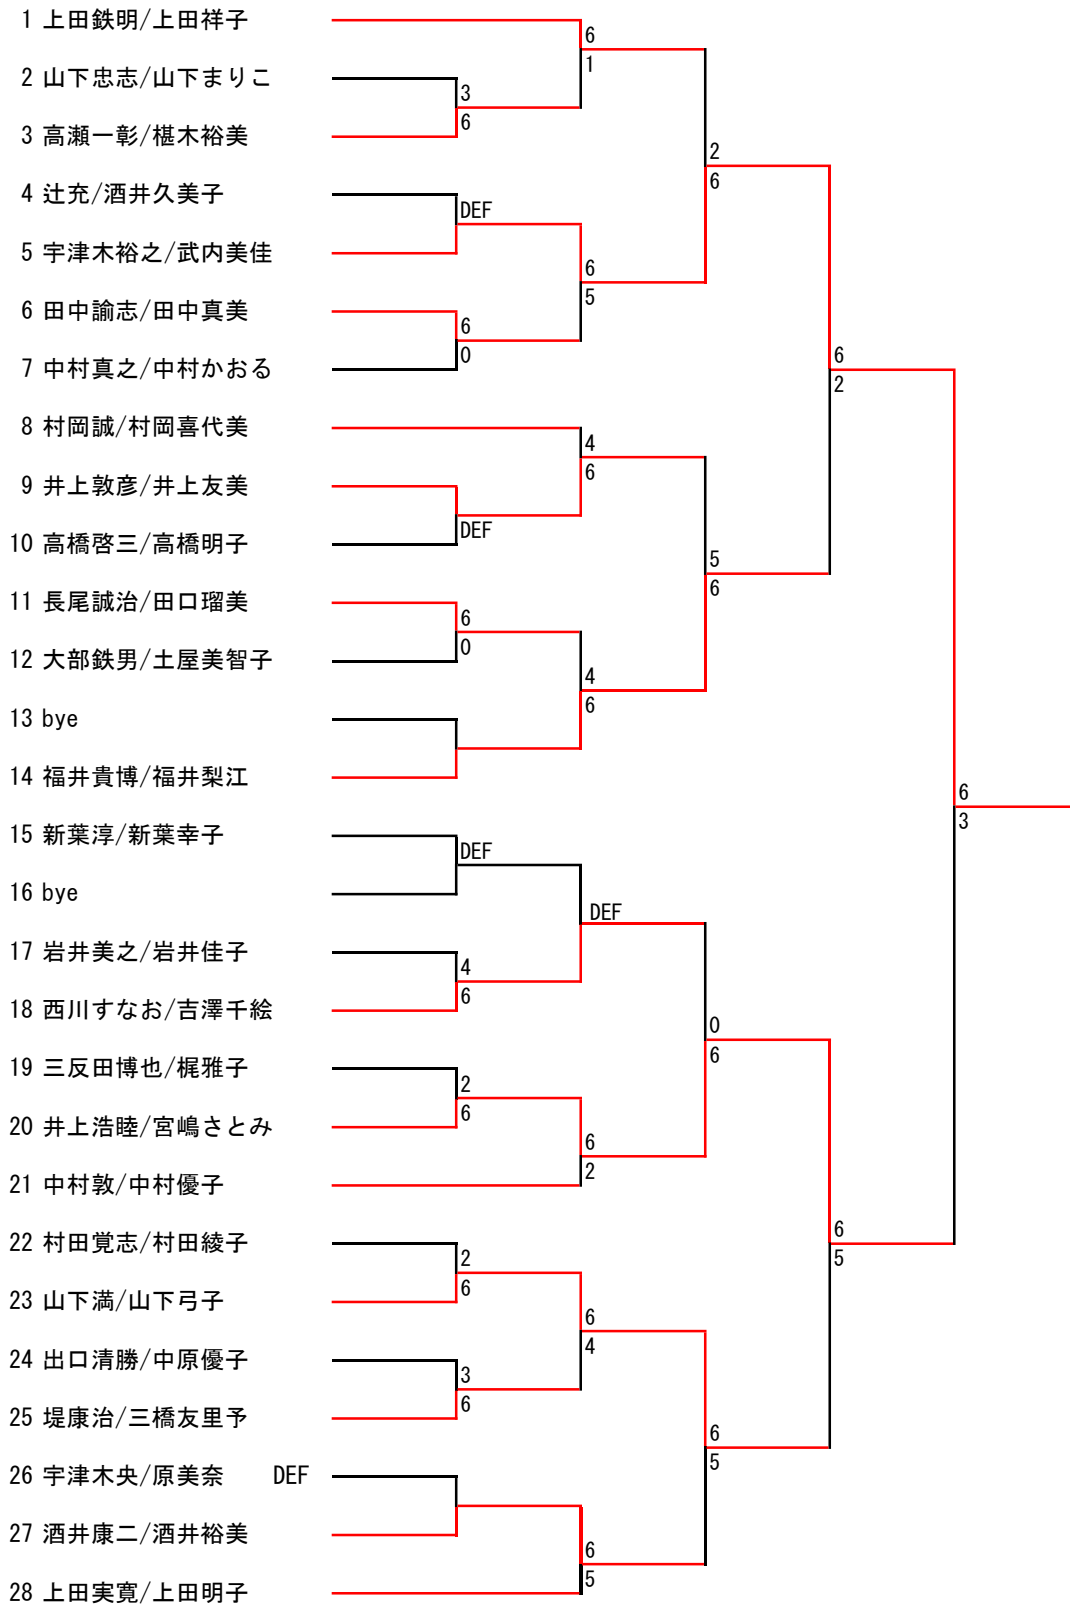 1 上田鉄明/上田祥子
6
1
2 山下忠志/山下まりこ
3
6
3 高瀬一彰/椹木裕美
2
6
4 辻充/酒井久美子
DEF
5 宇津木裕之/武内美佳
6
5
6 田中諭志/田中真美
6
0
7 中村真之/中村かおる
6
2
8 村岡誠/村岡喜代美
4
6
9 井上敦彦/井上友美
DEF
10 高橋啓三/高橋明子
5
6
11 長尾誠治/田口瑠美
6
0
12 大部鉄男/土屋美智子
4
6
13 bye
14 福井貴博/福井梨江
6
3
15 新葉淳/新葉幸子
DEF
16 bye
DEF
17 岩井美之/岩井佳子
4
6
18 西川すなお/吉澤千絵
0
6
19 三反田博也/梶雅子
2
6
20 井上浩睦/宮嶋さとみ
6
2
21 中村敦/中村優子
22 村田覚志/村田綾子
6
5
2
6
23 山下満/山下弓子
6
4
24 出口清勝/中原優子
3
6
25 堤康治/三橋友里予
6
5
26 宇津木央/原美奈 DEF
27 酒井康二/酒井裕美
6
5
28 上田実寛/上田明子